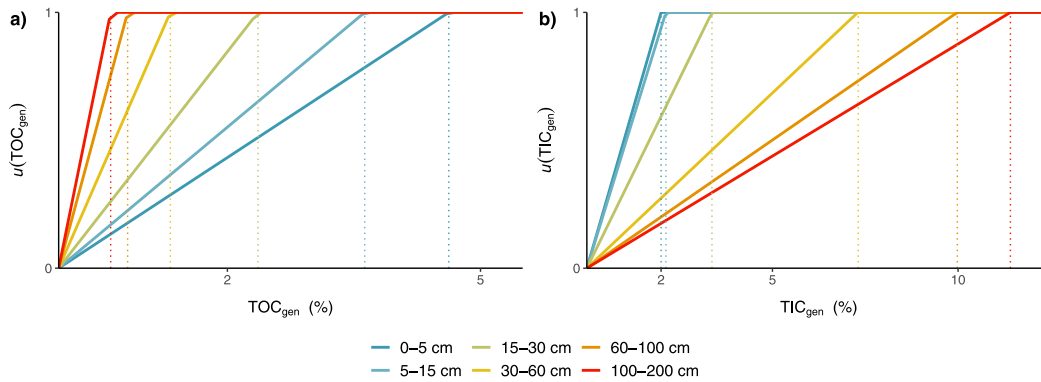 a)
1
0
u(TOCgen)
2 5
TOCgen (%)
b)
1
0
u(TICgen)
2 5 10
TICgen (%)
0–5 cm 15–30 cm 60–100 cm
5–15 cm 30–60 cm 100–200 cm